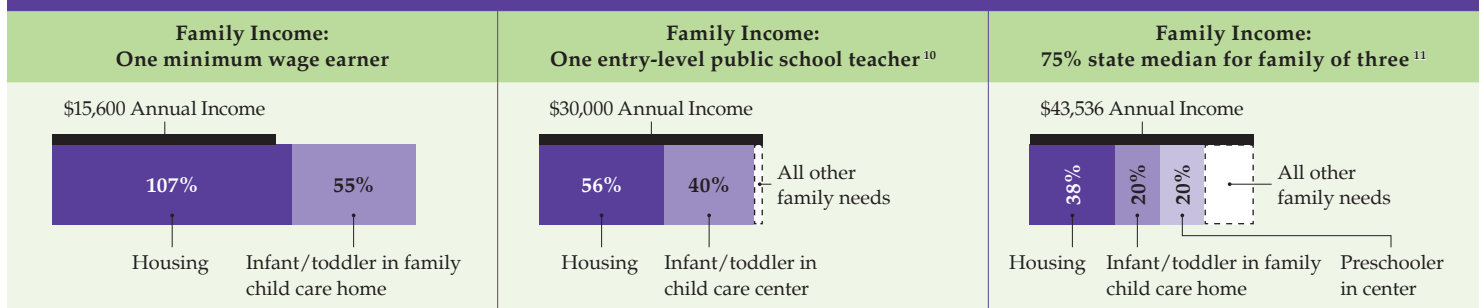 Family Income:
One minimum wage earner
$15,600 Annual Income
107%
55%
Housing
Infant/toddler in family
child care home
Family Income:
One entry-level public school teacher 10
$30,000 Annual Income
56%
40%
All other
family needs
Housing
Infant/toddler in
child care center
Family Income:
75% state median for family of three 11
$43,536 Annual Income
38%
20%
20%
All other
family needs
Housing
Infant/toddler in family
child care home
Preschooler
in center